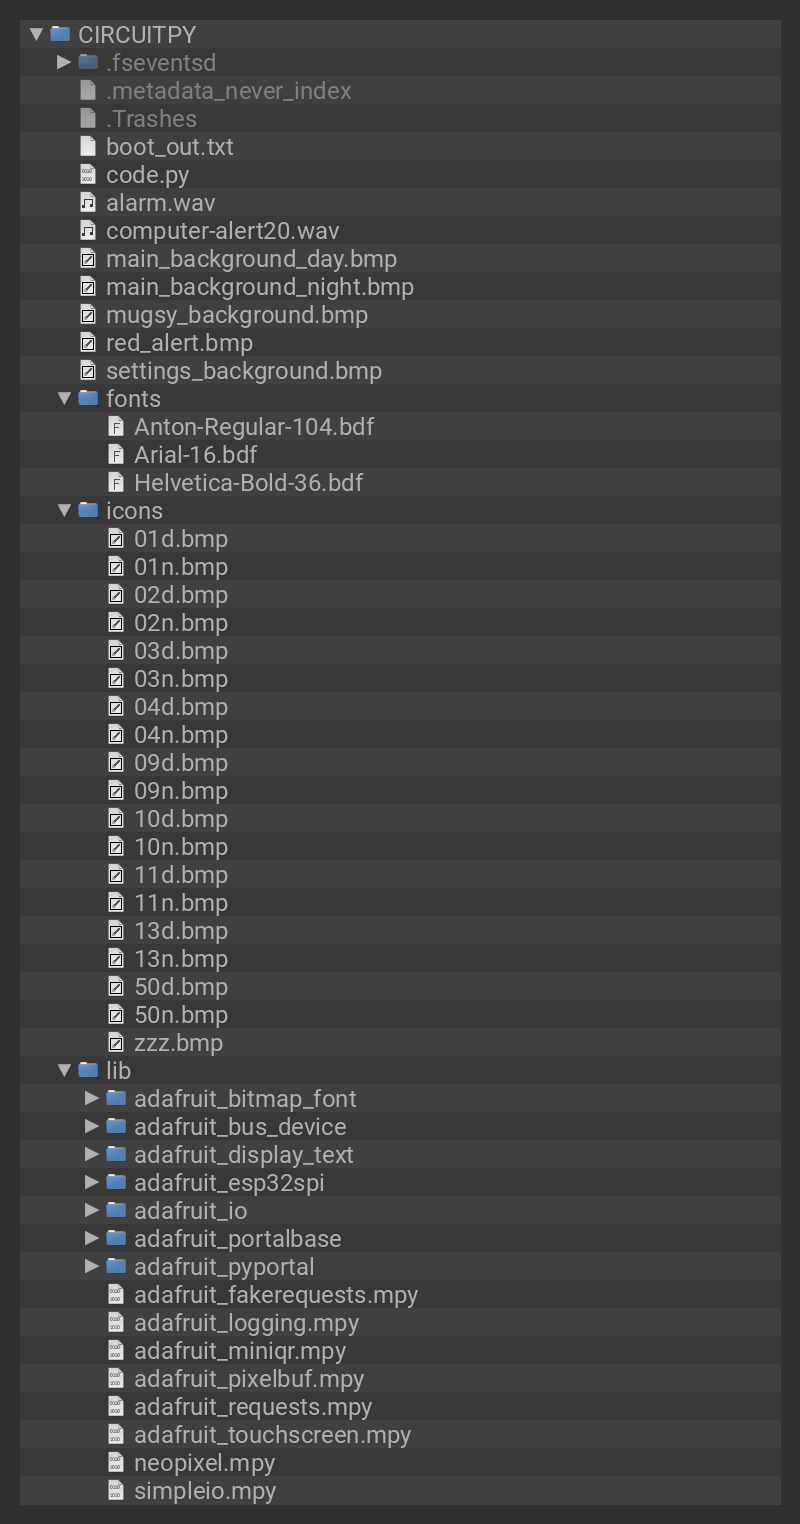 CIRCUITPY
.fseventsd
.metadata_never_index
.Trashes
boot_out.txt
code.py
alarm.wav
computer-alert20.wav
main_background_day.bmp
main_background_night.bmp
mugsy_background.bmp
red_alert.bmp
settings_background.bmp
fonts
Anton-Regular-104.bdf
Arial-16.bdf
Helvetica-Bold-36.bdf
icons
01d.bmp
01n.bmp
02d.bmp
02n.bmp
03d.bmp
03n.bmp
04d.bmp
04n.bmp
09d.bmp
09n.bmp
10d.bmp
10n.bmp
11d.bmp
11n.bmp
13d.bmp
13n.bmp
50d.bmp
50n.bmp
zzz.bmp
lib
adafruit_bitmap_font
adafruit_bus_device
adafruit_display_text
adafruit_esp32spi
adafruit_io
adafruit_portalbase
adafruit_pyportal
adafruit_fakerequests.mpy
adafruit_logging.mpy
adafruit_miniqr.mpy
adafruit_pixelbuf.mpy
adafruit_requests.mpy
adafruit_touchscreen.mpy
neopixel.mpy
simpleio.mpy